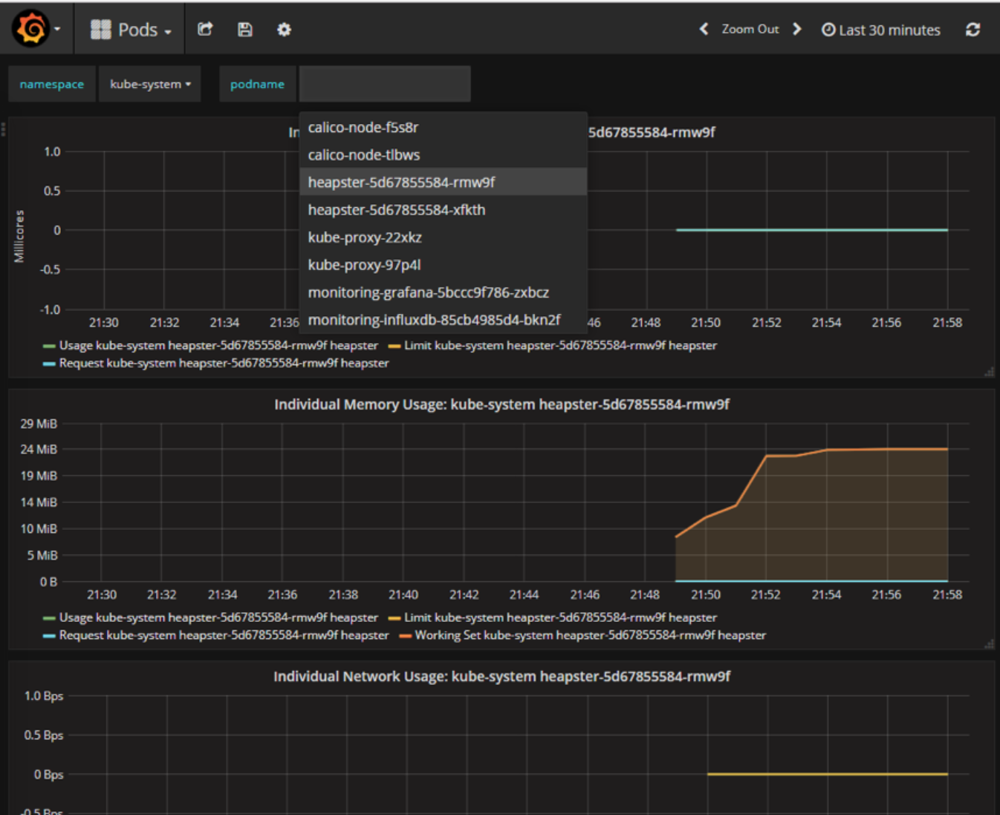 Pods
Zoom Out
Last 30 minutes
namespace
kube-system
podname
calico-node-f5s8r
calico-node-tlbws
heapster-5d67855584-rmw9f
heapster-5d67855584-xfkth
kube-proxy-22xkz
kube-proxy-97p4l
monitoring-grafana-5bccc9f786-zxbcz
monitoring-influxdb-85cb4985d4-bkn2f
5d67855584-rmw9f
Millicores
1.0
0.5
0
-0.5
-1.0
21:30 21:32 21:34 21:36 46 21:48 21:50 21:52 21:54 21:56 21:58
Usage kube-system heapster-5d67855584-rmw9f heapster Limit kube-system heapster-5d67855584-rmw9f heapster
Request kube-system heapster-5d67855584-rmw9f heapster
Individual Memory Usage: kube-system heapster-5d67855584-rmw9f
29 MiB
24 MiB
19 MiB
14 MiB
10 MiB
5 MiB
0 B
21:30 21:32 21:34 21:36 21:38 21:40 21:42 21:44 21:46 21:48 21:50 21:52 21:54 21:56 21:58
Usage kube-system heapster-5d67855584-rmw9f heapster Limit kube-system heapster-5d67855584-rmw9f heapster
Request kube-system heapster-5d67855584-rmw9f heapster Working Set kube-system heapster-5d67855584-rmw9f heapster
Individual Network Usage: kube-system heapster-5d67855584-rmw9f
1.0 Bps
0.5 Bps
0 Bps
-0.5 Bps